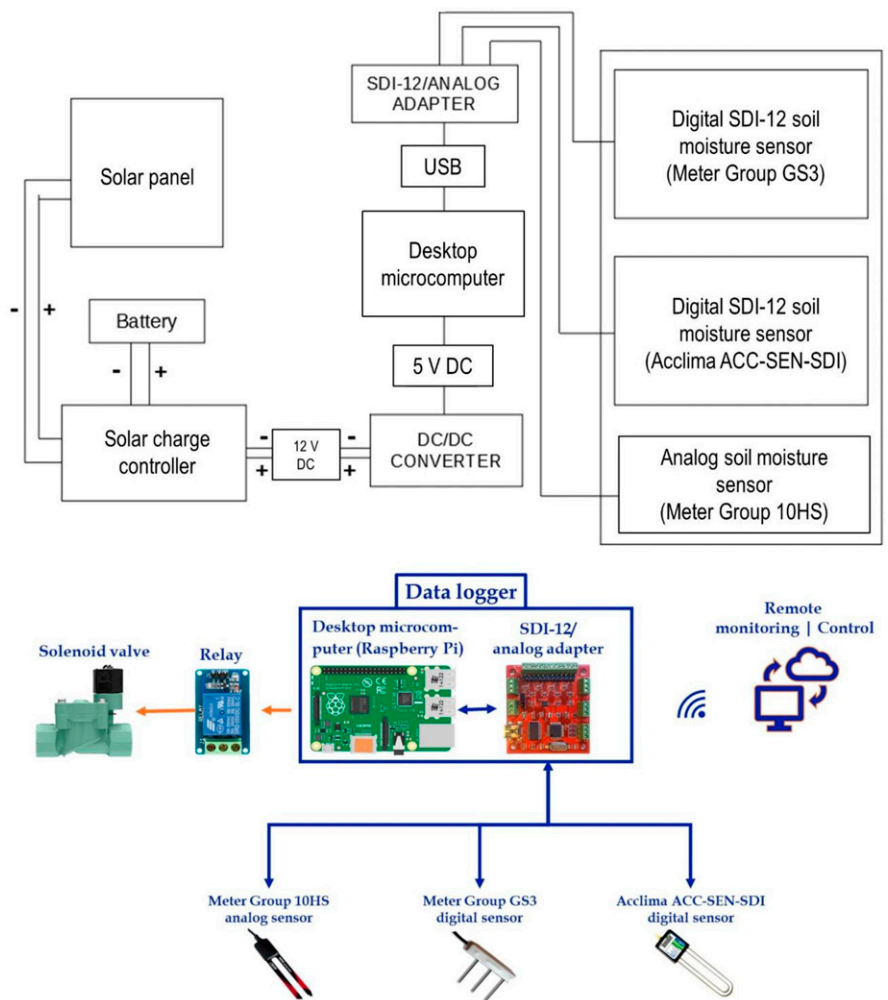 SDI-12/ANALOG
ADAPTER
USB
Desktop
microcomputer
5 V DC
DC/DC
CONVERTER
Solar panel
-
+
Battery
-
+
Solar charge
controller
-
+
12 V
DC
-
+
Digital SDI-12 soil
moisture sensor
(Meter Group GS3)
Digital SDI-12 soil
moisture sensor
(Acclima ACC-SEN-SDI)
Analog soil moisture
sensor
(Meter Group 10HS)
Data logger
Desktop microcom-
puter (Raspberry Pi)
SDI-12/
analog adapter
Remote
monitoring | Control
Solenoid valve
Relay
RELAY
Meter Group 10HS
analog sensor
Meter Group GS3
digital sensor
Acclima ACC-SEN-SDI
digital sensor